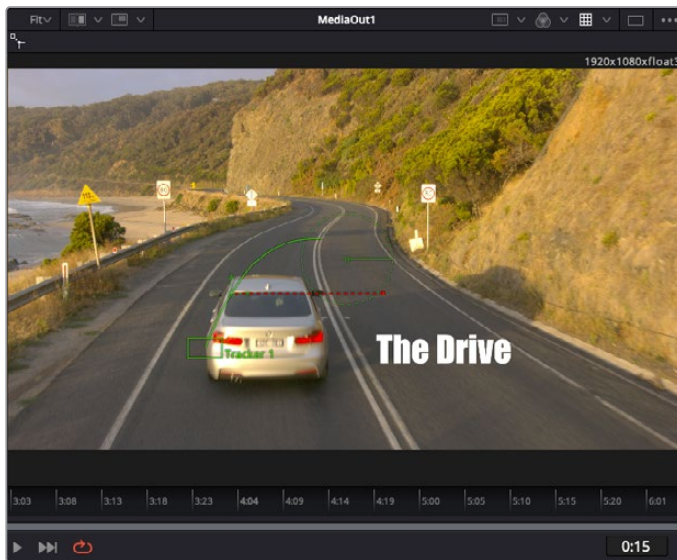 Fit
MediaOut1
1920x1080xfloat3
Tracker 1
The Drive
3:03 3:08 3:13 3:18 3:23 4:04 4:09 4:14 4:19 5:00 5:05 5:10 5:15 5:20 6:01
0:15